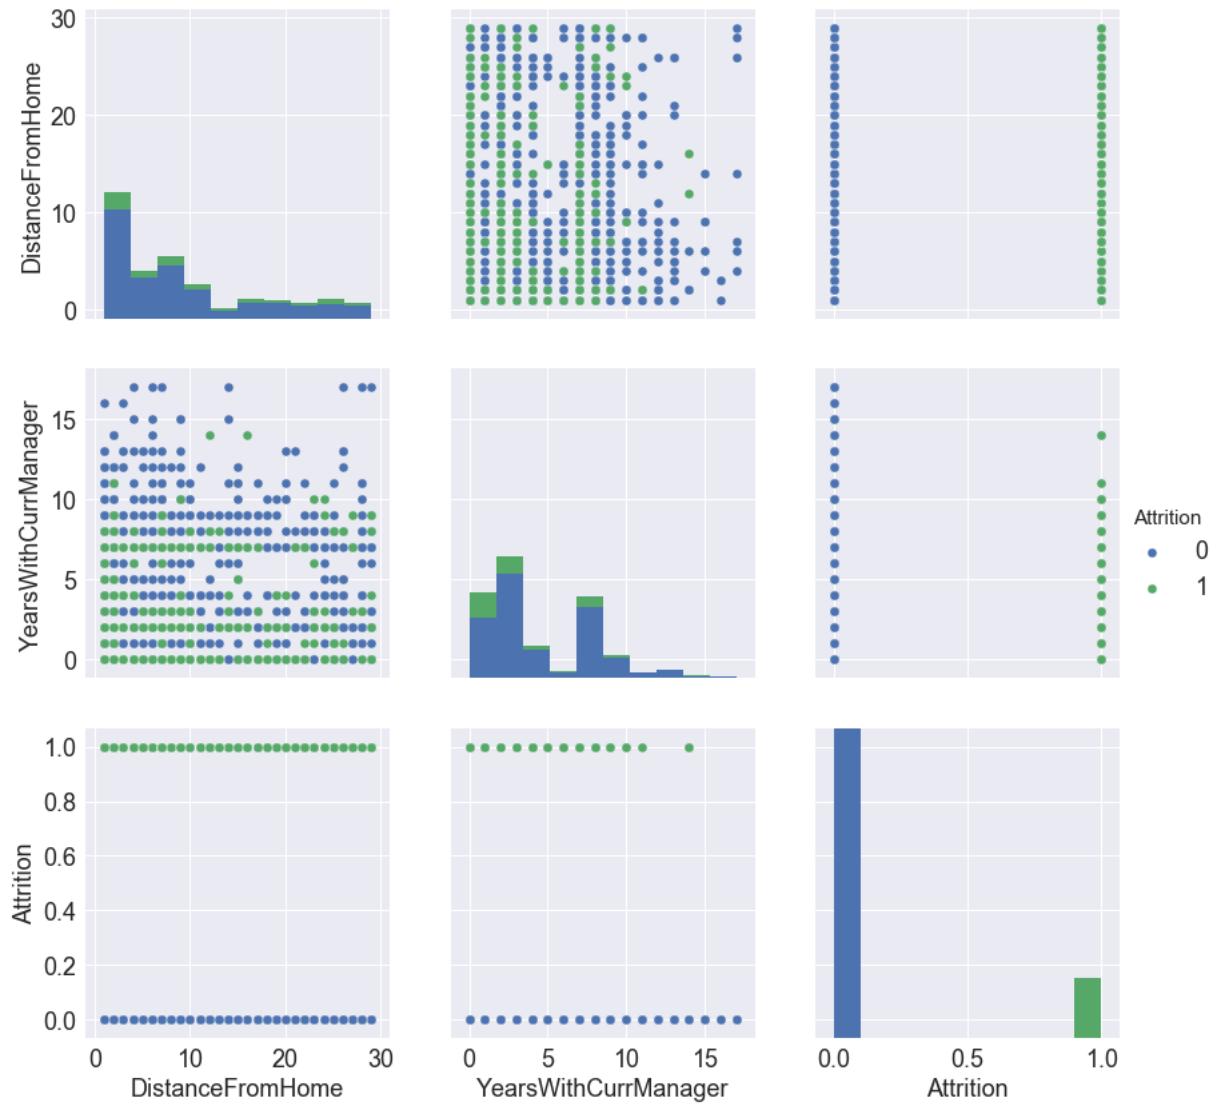 DistanceFromHome
30
20
10
0
YearsWithCurrManager
15
10
5
0
Attrition
0
1
Attrition
1.0
0.8
0.6
0.4
0.2
0.0
0 10 20 30
0 5 10 15
0.0 0.5 1.0
DistanceFromHome
YearsWithCurrManager
Attrition